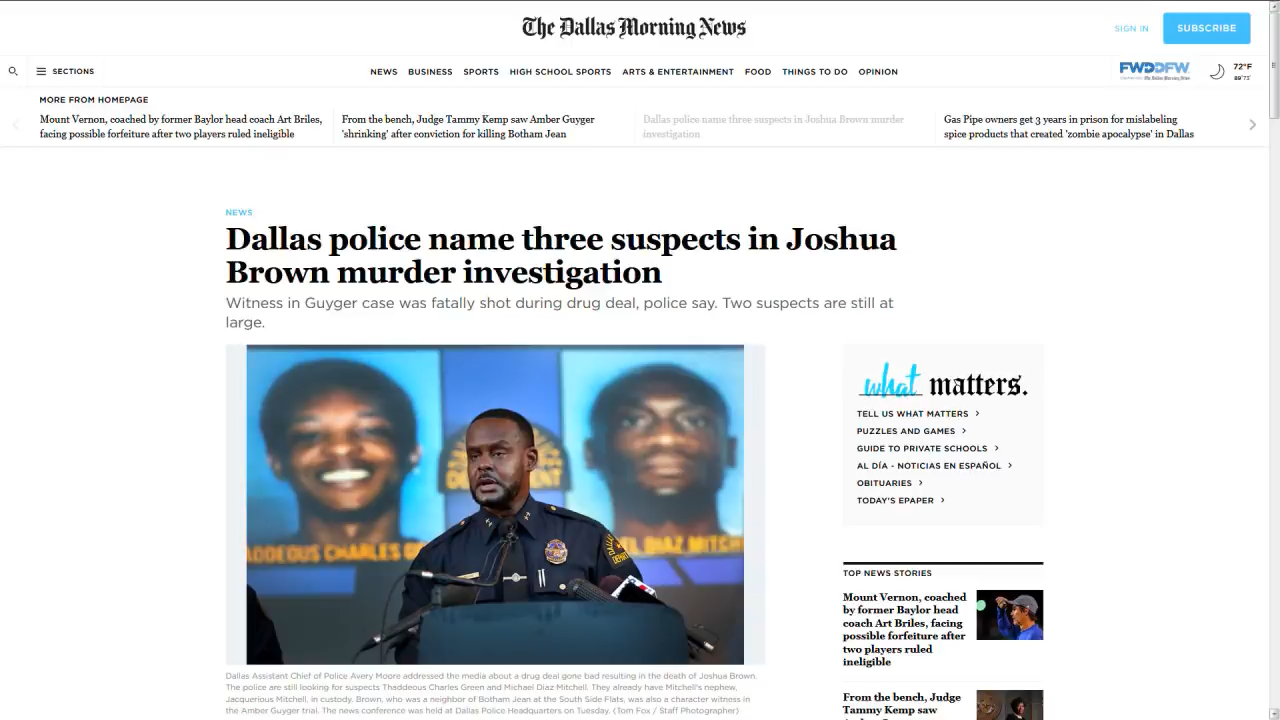 The Dallas Morning News
SIGN IN
SUBSCRIBE
SECTIONS
NEWS BUSINESS ORTS HIGH SCHOOL SPORTS ARTS & ENTERTAINMENT FOOD THINGS TO DO OPINION
FWDDFW
72°F
MORE FROM HOMEPAGE
Mount Vernon, coached by former Baylor head coach Art Briles,
facing possible forfeiture after two players ruled ineligible
From the bench, Judge Tammy Kemp saw Amber Guyger
'shrinking' after conviction for killing Botham Jean
Dallas police name three suspects in Joshua Brown murder
investigation
Gas Pipe owners get 3 years in prison for mislabeling
spice products that created 'zombie apocalypse' in Dallas
NEWS
Dallas police name three suspects in Joshua
Brown murder investigation
Witness in Guyger case was fatally shot during drug deal, police say. Two suspects are still at
large.
ADDEOUS CHARLES G
EL DIAZ MITCH
Dallas Assistant Chief of Police Avery Moore addressed the media about a drug deal gone bad resulting in the death of Joshua Brown.
The police are still looking for suspects Thaddeous Charles Green and Michael Diaz Mitchell. They already have Mitchell's nephew,
Jacquerious Mitchell, in custody. Brown, who was a neighbor of Botham Jean at the South Side Flats, was also a character witness in
the Amber Guyger trial. The news conference was held at Dallas Police Headquarters on Tuesday. (Tom Fox / Staff Photographer)
what matters.
TELL US WHAT MATTERS
PUZZLES AND GAMES
GUIDE TO PRIVATE SCHOOLS
AL DÍA - NOTICIAS EN ESPAÑOL
OBITUARIES
TODAY'S EPAPER
TOP NEWS STORIES
Mount Vernon, coached
by former Baylor head
coach Art Briles, facing
possible forfeiture after
two players ruled
ineligible
From the bench, Judge
Tammy Kemp saw